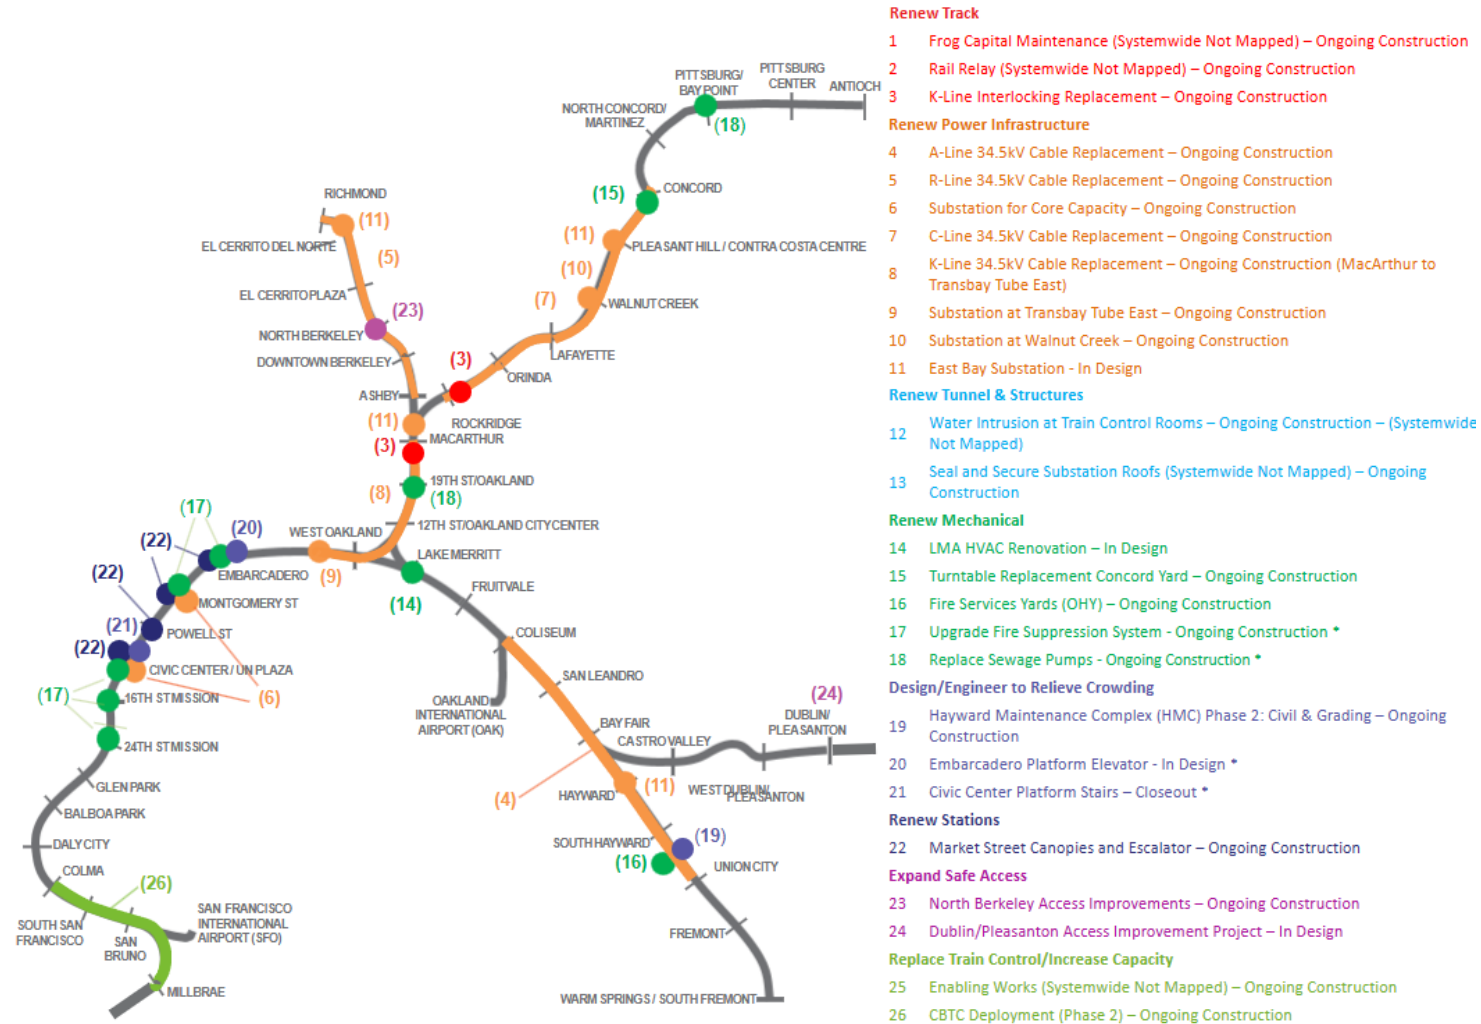 PITTSBURG/
BAY POINT
PITTSBURG
CENTER
ANTIOCH
NORTH CONCORD/
MARTINEZ
(18)
(15)
CONCORD
RICHMOND
(11)
EL CERRITO DEL NORTE
(5)
(11)
PLEASANT HILL / CONTRA COSTA CENTRE
(10)
EL CERRITO PLAZA
(23)
(7)
WALNUT CREEK
NORTH BERKELEY
DOWNTOWN BERKELEY
(3)
LAFAYETTE
ORINDA
ASHBY
(11)
ROCKRIDGE
MACARTHUR
(3)
19TH ST/OAKLAND
(8)
(18)
(17)
(20)
(22)
WEST OAKLAND
12TH ST/OAKLAND CITY CENTER
LAKE MERRITT
EMBARCADERO
(9)
(22)
FRUITVALE
MONTGOMERY ST
(14)
(21)
POWELL ST
COLISEUM
(22)
CIVIC CENTER / UN PLAZA
SAN LEANDRO
(17)
16TH ST MISSION
(6)
OAKLAND
INTERNATIONAL
AIRPORT (OAK)
(24)
DUBLIN/
PLEASANTON
BAY FAIR
CASTRO VALLEY
24TH ST MISSION
GLEN PARK
(4)
HAYWARD
(11)
WEST DUBLIN/
PLEASANTON
BALBOA PARK
DALY CITY
SOUTH HAYWARD
(19)
(16)
UNION CITY
COLMA
(26)
SOUTH SAN
FRANCISCO
SAN
BRUNO
SAN FRANCISCO
INTERNATIONAL
AIRPORT (SFO)
FREMONT
MILLBRAE
WARM SPRINGS / SOUTH FREMONT
Renew Track
1 Frog Capital Maintenance (Systemwide Not Mapped) – Ongoing Construction
2 Rail Relay (Systemwide Not Mapped) – Ongoing Construction
3 K-Line Interlocking Replacement – Ongoing Construction
Renew Power Infrastructure
4 A-Line 34.5kV Cable Replacement – Ongoing Construction
5 R-Line 34.5kV Cable Replacement – Ongoing Construction
6 Substation for Core Capacity – Ongoing Construction
7 C-Line 34.5kV Cable Replacement – Ongoing Construction
8 K-Line 34.5kV Cable Replacement – Ongoing Construction (MacArthur to
Transbay Tube East)
9 Substation at Transbay Tube East – Ongoing Construction
10 Substation at Walnut Creek – Ongoing Construction
11 East Bay Substation - In Design
Renew Tunnel & Structures
12 Water Intrusion at Train Control Rooms – Ongoing Construction – (Systemwide
Not Mapped)
13 Seal and Secure Substation Roofs (Systemwide Not Mapped) – Ongoing
Construction
Renew Mechanical
14 LMA HVAC Renovation – In Design
15 Turntable Replacement Concord Yard – Ongoing Construction
16 Fire Services Yards (OHY) – Ongoing Construction
17 Upgrade Fire Suppression System - Ongoing Construction *
18 Replace Sewage Pumps - Ongoing Construction *
Design/Engineer to Relieve Crowding
19 Hayward Maintenance Complex (HMC) Phase 2: Civil & Grading – Ongoing
Construction
20 Embarcadero Platform Elevator - In Design *
21 Civic Center Platform Stairs – Closeout *
Renew Stations
22 Market Street Canopies and Escalator – Ongoing Construction
Expand Safe Access
23 North Berkeley Access Improvements – Ongoing Construction
24 Dublin/Pleasanton Access Improvement Project – In Design
Replace Train Control/Increase Capacity
25 Enabling Works (Systemwide Not Mapped) – Ongoing Construction
26 CBTC Deployment (Phase 2) – Ongoing Construction